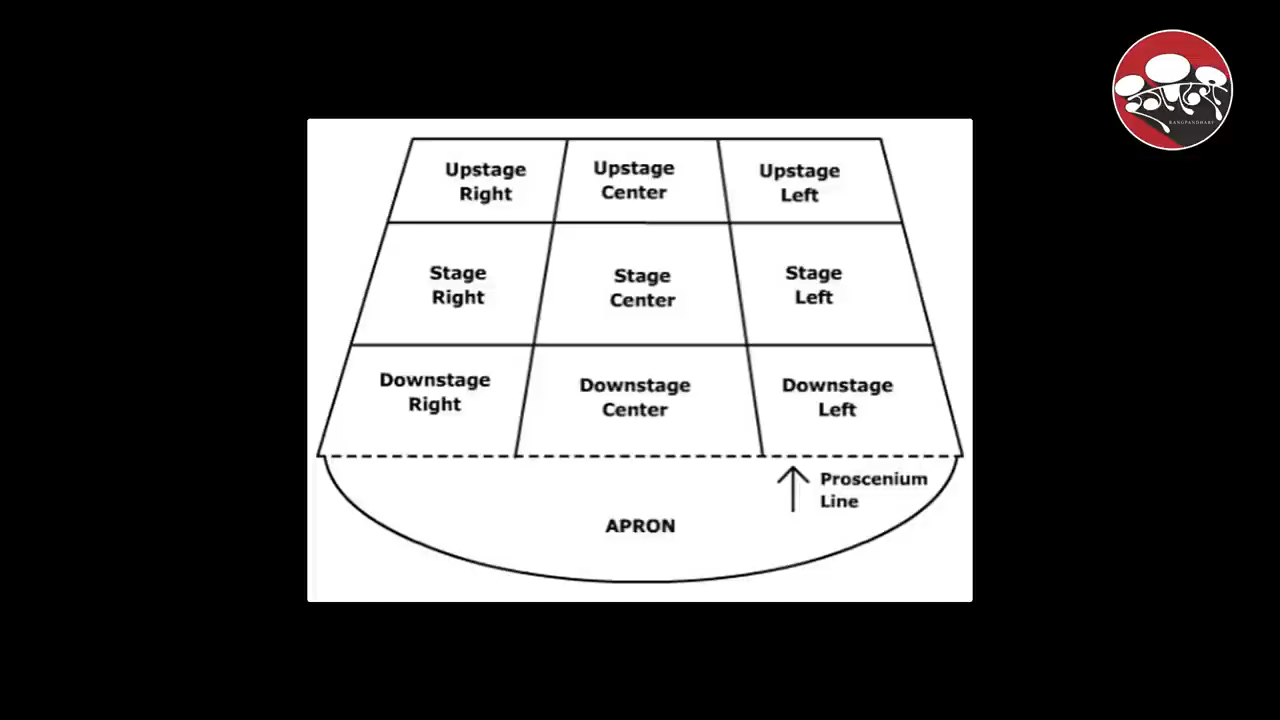 Upstage
Right
Upstage
Center
Upstage
Left
Stage
Right
Stage
Center
Stage
Left
Downstage
Right
Downstage
Center
Downstage
Left
Proscenium
Line
APRON
RANGPANDHARI